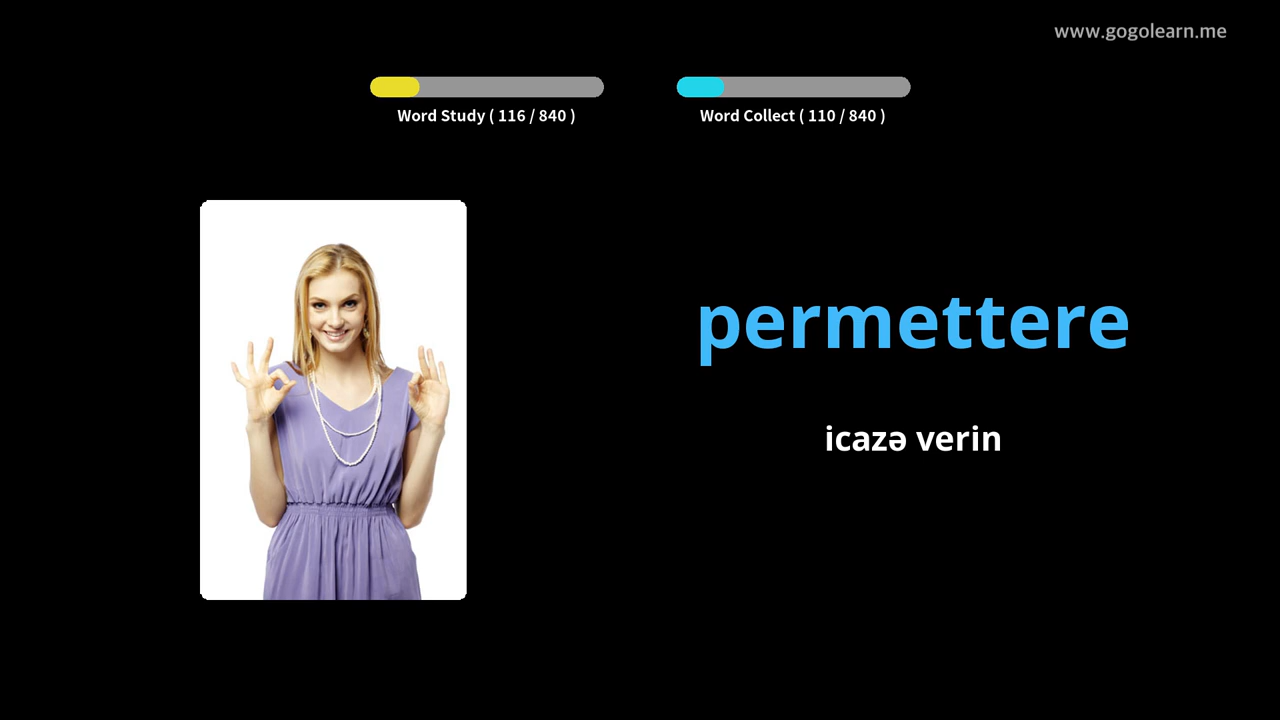 www.gogolearn.me
Word Study ( 116 / 840 )
Word Collect ( 110 / 840 )
permettere
icazə verin